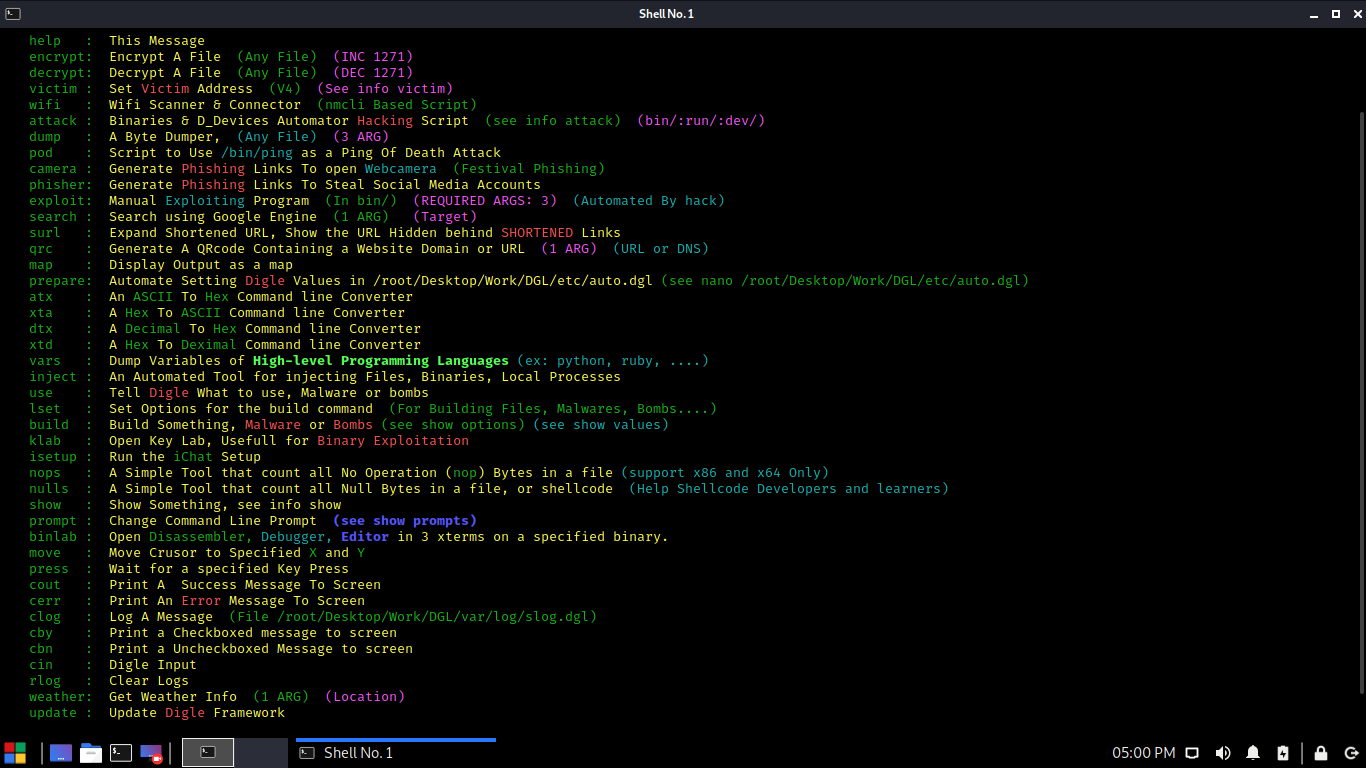 Shell No. 1
help   :  This Message
encrypt:  Encrypt A File  (Any File)  (INC 1271)
decrypt:  Decrypt A File  (Any File)  (DEC 1271)
victim :  Set Victim Address  (V4)  (See info victim)
wifi   :  Wifi Scanner & Connector  (nmcli Based Script)
attack :  Binaries & D_Devices Automator Hacking Script  (see info attack)  (bin/:run/:dev/)
dump   :  A Byte Dumper,  (Any File)  (3 ARG)
pod    :  Script to Use /bin/ping as a Ping Of Death Attack
camera :  Generate Phishing Links To open Webcamera  (Festival Phishing)
phisher:  Generate Phishing Links To Steal Social Media Accounts
exploit:  Manual Exploiting Program  (In bin/)  (REQUIRED ARGS: 3)  (Automated By hack)
search :  Search using Google Engine  (1 ARG)   (Target)
surl   :  Expand Shortened URL, Show the URL Hidden behind SHORTENED Links
qrc    :  Generate A QRcode Containing a Website Domain or URL  (1 ARG)  (URL or DNS)
map    :  Display Output as a map
prepare:  Automate Setting Digle Values in /root/Desktop/Work/DGL/etc/auto.dgl (see nano /root/Desktop/Work/DGL/etc/auto.dgl)
atx    :  An ASCII To Hex Command line Converter
xta    :  A Hex To ASCII Command line Converter
dtx    :  A Decimal To Hex Command line Converter
xtd    :  A Hex To Deximal Command line Converter
vars   :  Dump Variables of High-level Programming Languages (ex: python, ruby, ....)
inject :  An Automated Tool for injecting Files, Binaries, Local Processes
use    :  Tell Digle What to use, Malware or bombs
lset   :  Set Options for the build command  (For Building Files, Malwares, Bombs....)
build  :  Build Something, Malware or Bombs (see show options) (see show values)
klab   :  Open Key Lab, Usefull for Binary Exploitation
isetup :  Run the iChat Setup
nops   :  A Simple Tool that count all No Operation (nop) Bytes in a file (support x86 and x64 Only)
nulls  :  A Simple Tool that count all Null Bytes in a file, or shellcode  (Help Shellcode Developers and learners)
show   :  Show Something, see info show
prompt :  Change Command Line Prompt  (see show prompts)
binlab :  Open Disassembler, Debugger, Editor in 3 xterms on a specified binary.
move   :  Move Crusor to Specified X and Y
press  :  Wait for a specified Key Press
cout   :  Print A  Success Message To Screen
cerr   :  Print An Error Message To Screen
clog   :  Log A Message  (File /root/Desktop/Work/DGL/var/log/slog.dgl)
cby    :  Print a Checkboxed message to screen
cbn    :  Print a Uncheckboxed Message to screen
cin    :  Digle Input
rlog   :  Clear Logs
weather:  Get Weather Info  (1 ARG)  (Location)
update :  Update Digle Framework
Shell No. 1 05:00 PM